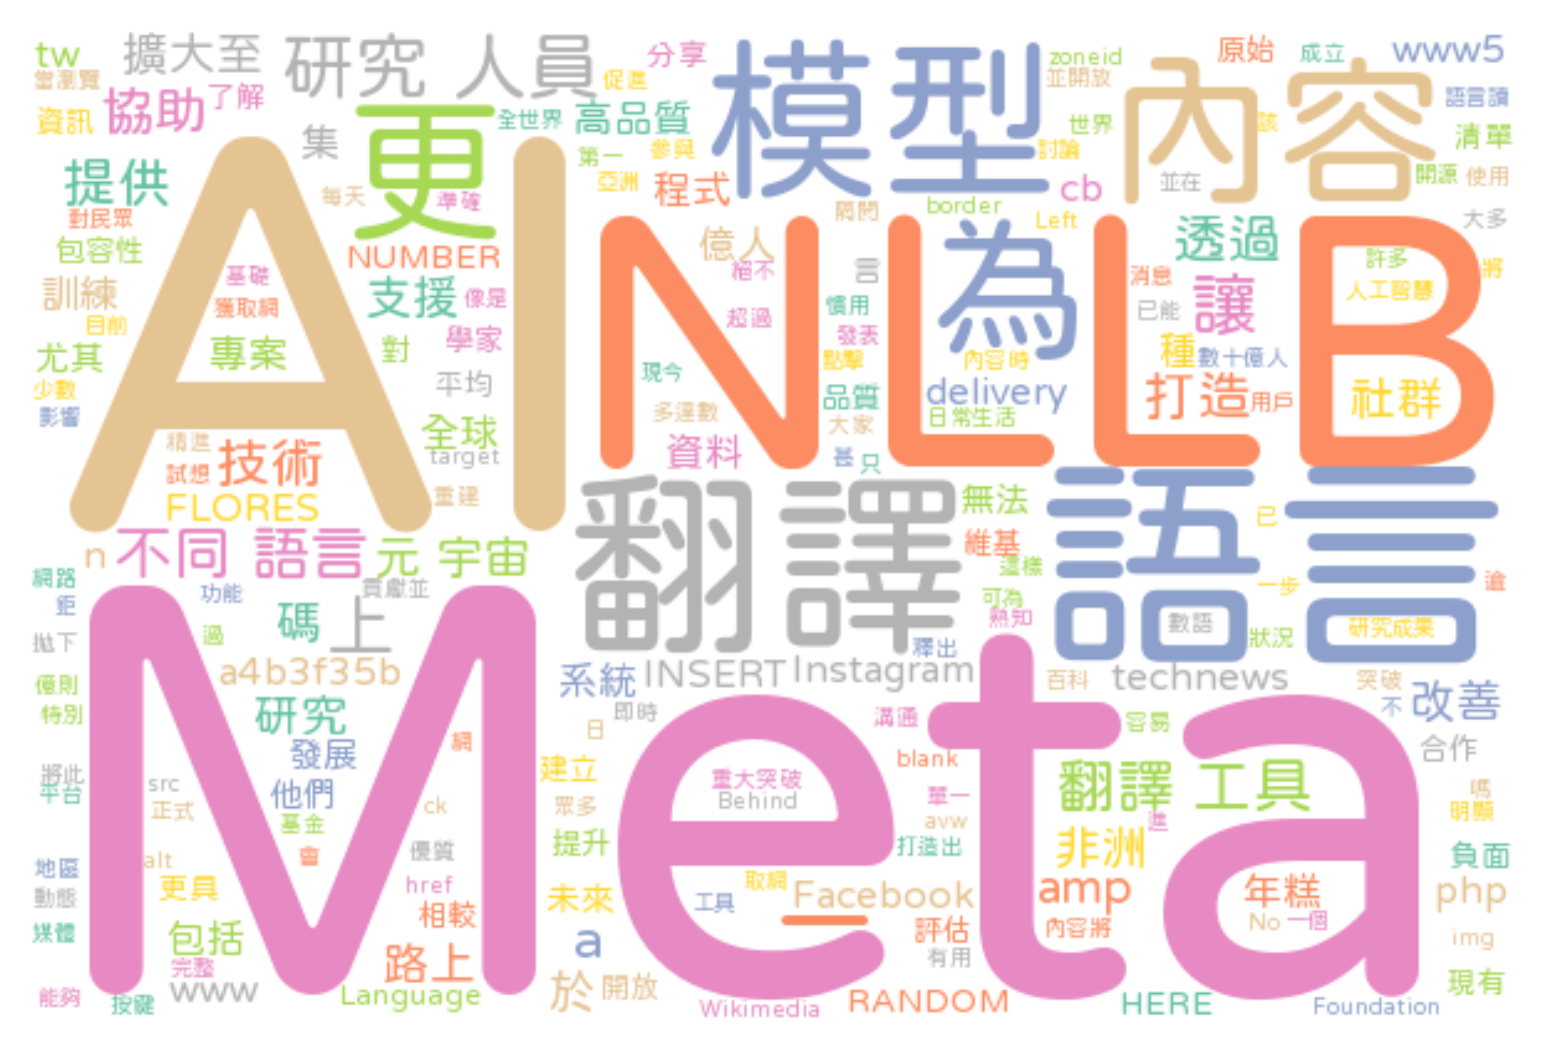 tw
擴大至
研究 人員
分享
模型
zoneid
原始
成立
www5
當瀏覽
了解
促進
並開放
內容
語言讀
資訊
協助
集
更
全世界
高品質
世界
該
清單
第一
參與
討論
提供
每天
準確
亞洲
程式
cb
並在
開源
使用
對民眾
AI
隔閡
border
Left
大多
包容性
NUMBER
NLLB
億人
為
透過
許多
將
訓練
基礎
支援
像是
絕不
言
消息
人工智慧
獲取網
慣用
已能
讓
目前
超過
發表
尤其
專案
對
學家
現今
點擊
內容時
種
數十億人
少數
平均
品質
delivery
打造
用戶
社群
影響
多達數
大家
日常生活
精進
技術
全球
target
資料
甚
只
試想
FLORES
重建
翻譯
無法
語言
已
n
不同 語言
元 宇宙
維基
這樣
網路
功能
貢獻並
可為
一步
逾
鉅
碼
上
熱知
數語
研究成果
拋下
過
釋出
狀況
億則
a4b3f35b
系統
INSERT
Instagram
百科
technews
突破
特別
研究
即時
溝通
容易
不
改善
Meta
發展
網
日
blank
合作
將此
平台
src
他們
建立
重大突破
Behind
單一
翻譯 工具
嗎
正式
ck
眾多
avw
進
明顯
基金
提升
打造出
非洲
地區
alt
會
優質
負面
動態
更具
href
未來
取網
工具
Facebook
amp
年糕
php
媒體
包括
相較
_
評估
內容將
No
一個
img
完整
路上
a
有用
能夠
按鍵
www
Language
於
開放
Wikimedia
RANDOM
HERE
Foundation
現有